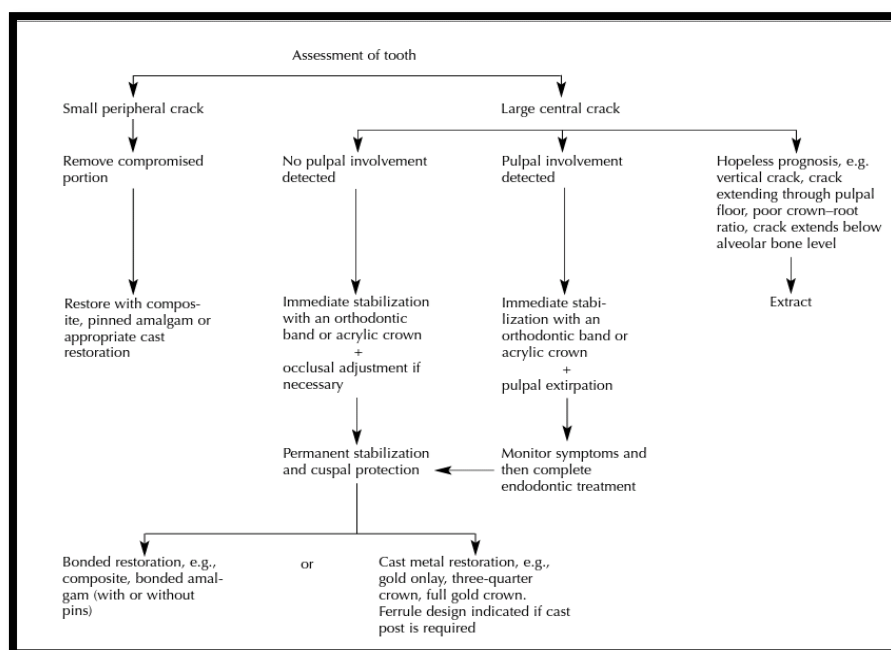 Assessment of tooth
Small peripheral crack
Large central crack
Remove compromised
portion
No pulpal involvement
detected
Pulpal involvement
detected
Hopeless prognosis, e.g.
vertical crack, crack
extending through pulpal
floor, poor crown–root
ratio, crack extends below
alveolar bone level
Restore with compos-
ite, pinned amalgam or
appropriate cast
restoration
Immediate stabilization
with an orthodontic
band or acrylic crown
+
occlusal adjustment if
necessary
Immediate stabi-
lization with an
orthodontic band or
acrylic crown
+
pulpal extirpation
Extract
Permanent stabilization
and cuspal protection
Monitor symptoms and
then complete
endodontic treatment
Bonded restoration, e.g.,
composite, bonded amal-
gam (with or without
pins)
or
Cast metal restoration, e.g.,
gold onlay, three-quarter
crown, full gold crown.
Ferrule design indicated if cast
post is required